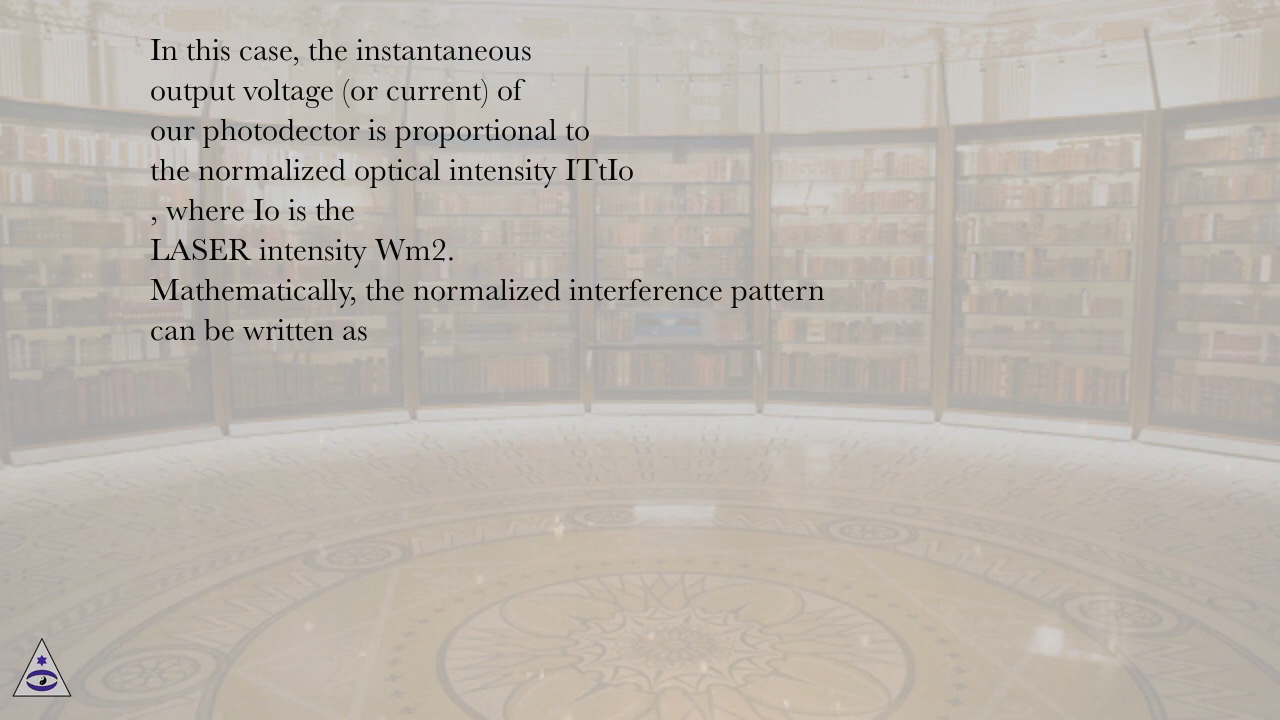 In this case, the instantaneous
output voltage (or current) of
our photodector is proportional to
the normalized optical intensity ITtIo
, where Io is the
LASER intensity Wm2.
Mathematically, the normalized interference pattern
can be written as